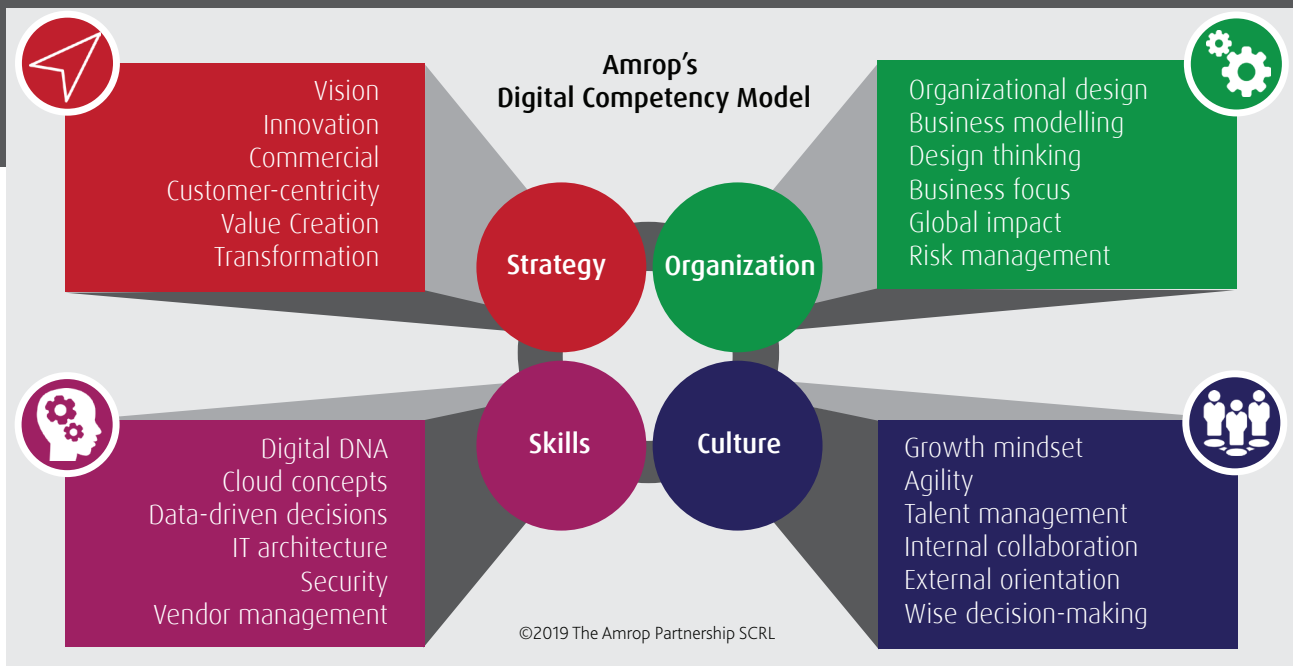 Amrop's
Digital Competency Model
Vision
Innovation
Commercial
Customer-centricity
Value Creation
Transformation
Organizational design
Business modelling
Design thinking
Business focus
Global impact
Risk management
Strategy
Organization
Skills
Culture
Digital DNA
Cloud concepts
Data-driven decisions
IT architecture
Security
Vendor management
Growth mindset
Agility
Talent management
Internal collaboration
External orientation
Wise decision-making
©2019 The Amrop Partnership SCRL